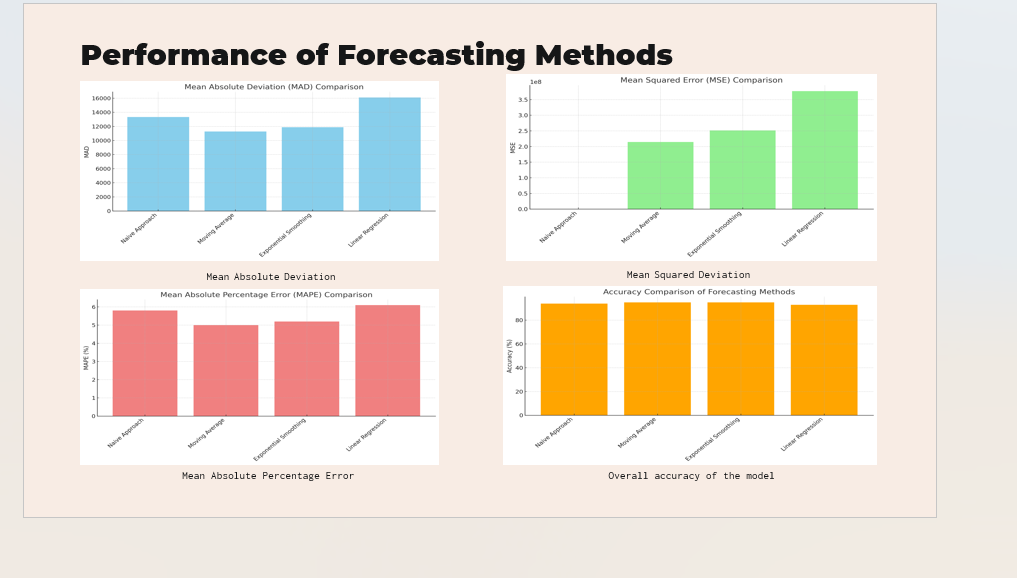 Performance of Forecasting Methods
Mean Absolute Deviation (MAD) Comparison
MAD
16000
14000
12000
10000
8000
6000
4000
2000
0
Naive Approach
Moving Average
Exponential Smoothing
Linear Regression
Mean Absolute Deviation
Mean Squared Error (MSE) Comparison
1e8
MSE
3.5
3.0
2.5
2.0
1.5
1.0
0.5
0.0
Naive Approach
Moving Average
Exponential Smoothing
Linear Regression
Mean Squared Deviation
Mean Absolute Percentage Error (MAPE) Comparison
MAPE (%)
6
5
4
3
2
1
0
Naive Approach
Moving Average
Exponential Smoothing
Linear Regression
Mean Absolute Percentage Error
Accuracy Comparison of Forecasting Methods
Accuracy (%)
80
60
40
20
0
Naive Approach
Moving Average
Exponential Smoothing
Linear Regression
Overall accuracy of the model